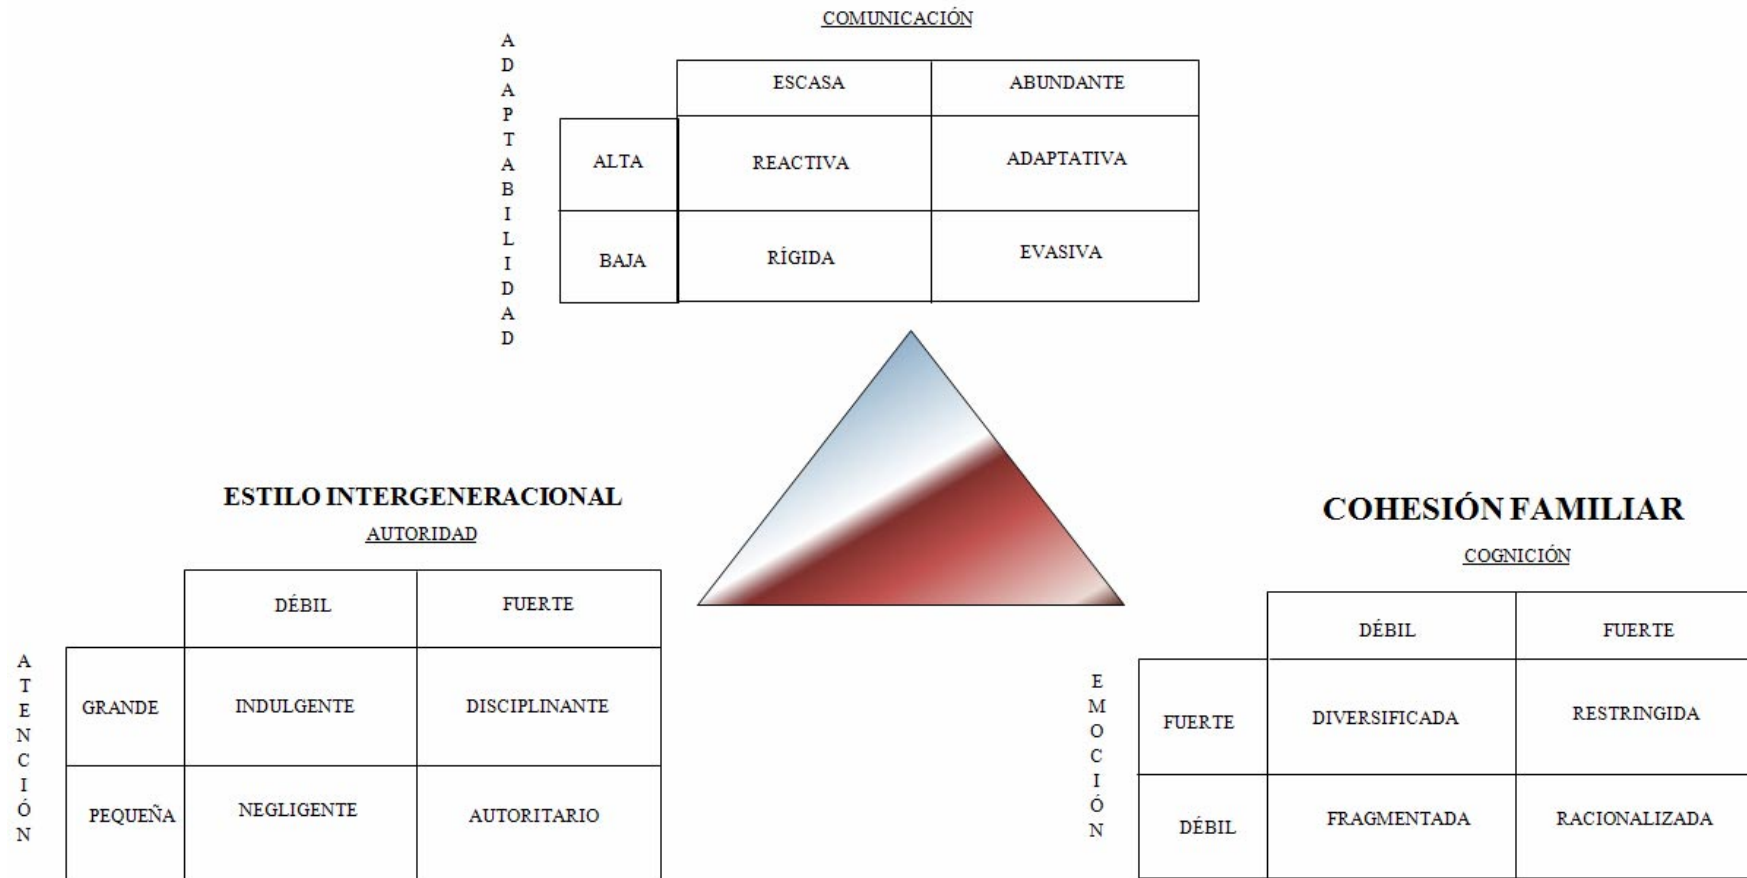 COMUNICACIÓN
ADAPTABILIDAD
ESCASA ABUNDANTE
ALTA REACTIVA ADAPTATIVA
BAJA RÍGIDA EVASIVA
ESTILO INTERGENERACIONAL
AUTORIDAD
DÉBIL FUERTE
ATENCIÓN
GRANDE INDULGENTE DISCIPLINANTE
PEQUEÑA NEGLIGENTE AUTORITARIO
COHESIÓN FAMILIAR
COGNICIÓN
DÉBIL FUERTE
EMOCIÓN
FUERTE DIVERSIFICADA RESTRINGIDA
DÉBIL FRAGMENTADA RACIONALIZADA